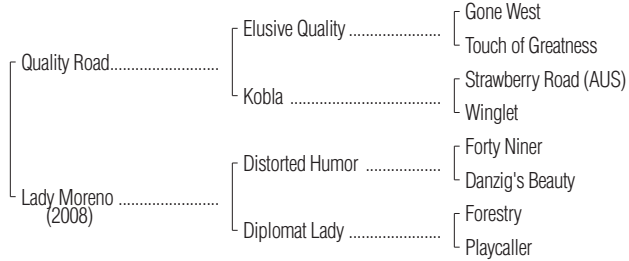 Gone West
Elusive Quality ........................
Touch of Greatness
Quality Road............................
Strawberry Road (AUS)
Kobla .......................................
Winglet
Forty Niner
Distorted Humor ....................
Danzig's Beauty
Lady Moreno ..........................
(2008)
Forestry
Diplomat Lady ........................
Playcaller